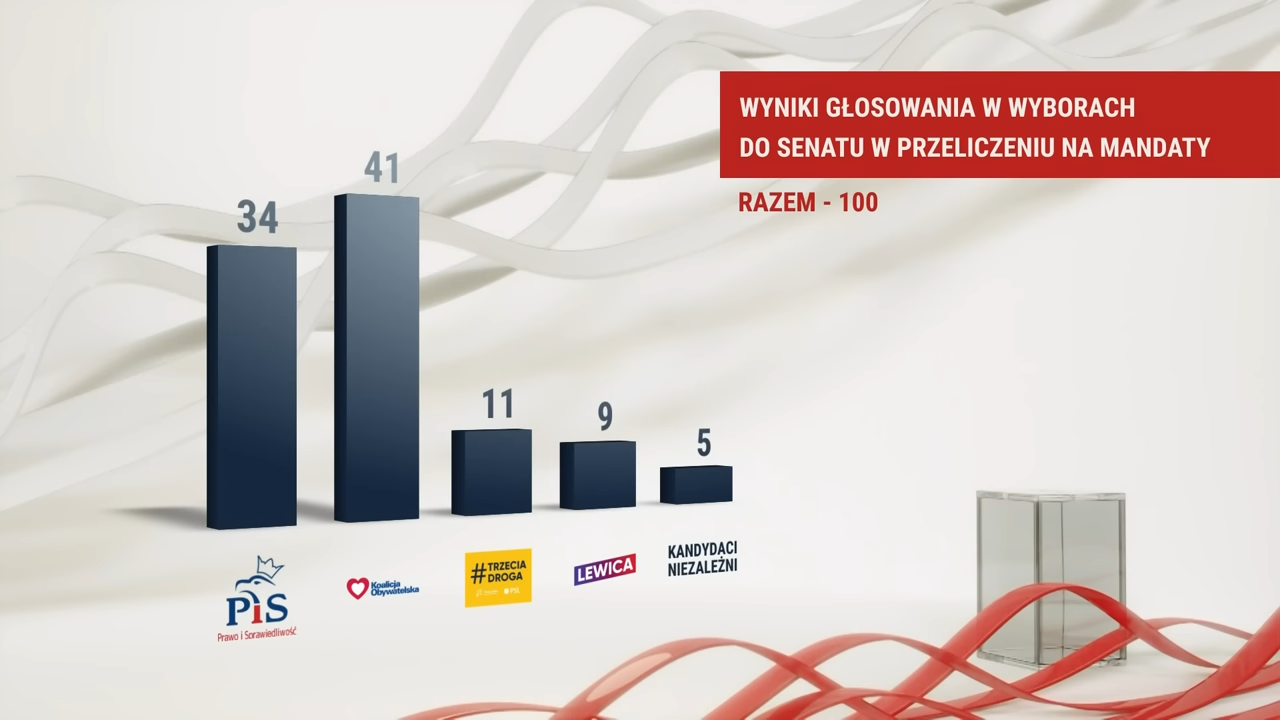 WYNIKI GŁOSOWANIA W WYBORACH
DO SENATU W PRZELICZENIU NA MANDATY
RAZEM - 100
34
41
11
9
5
PiS
Prawo i Sprawiedliwość
Koalicja
Obywatelska
#TRZECIA
DROGA
PSL
LEWICA
KANDYDACI
NIEZALEŻNI